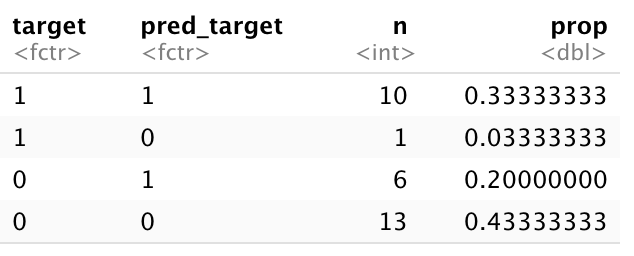 target pred_target n prop
<fctr> <fctr> <int> <dbl>
1 1 10 0.33333333
1 0 1 0.03333333
0 1 6 0.20000000
0 0 13 0.43333333